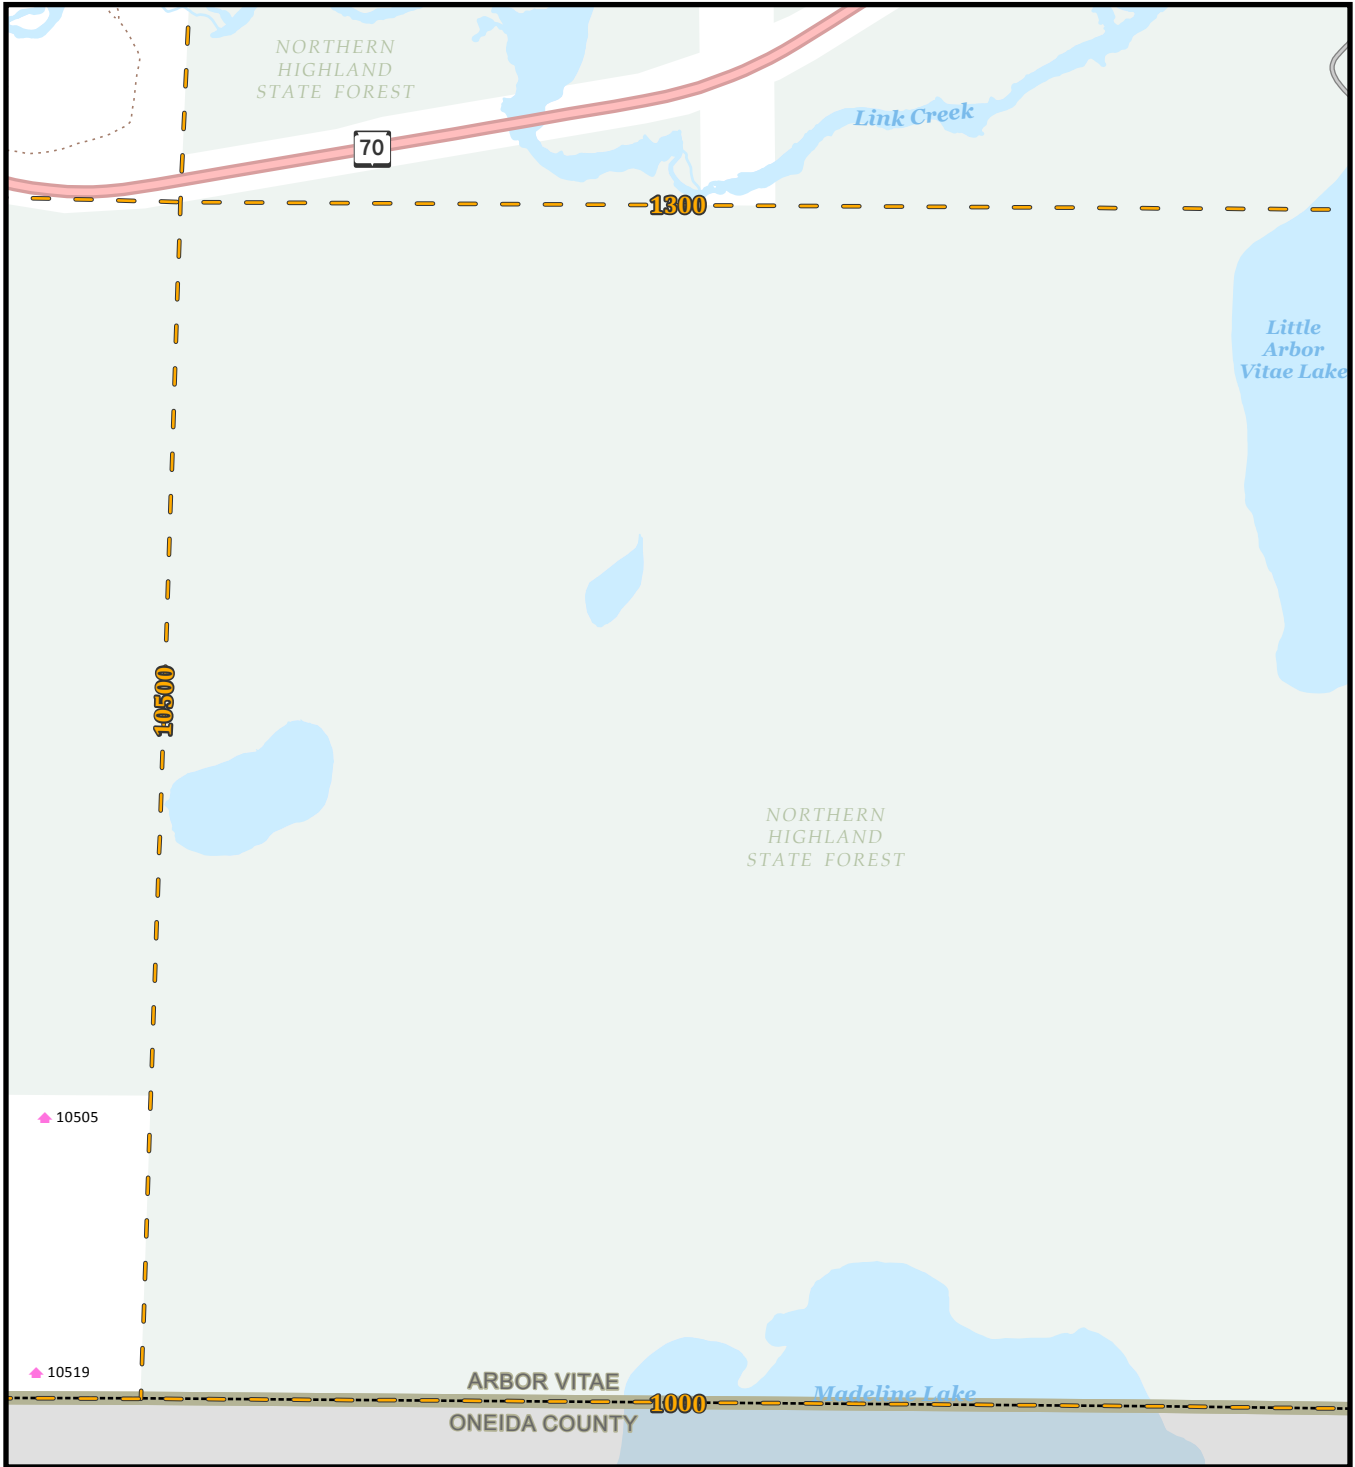 NORTHERN
HIGHLAND
STATE FOREST
Link Creek
70
1300
Little
Arbor
Vitae Lake
10500
NORTHERN
HIGHLAND
STATE FOREST
10505
10519
ARBOR VITAE
Madeline Lake
1000
ONEIDA COUNTY